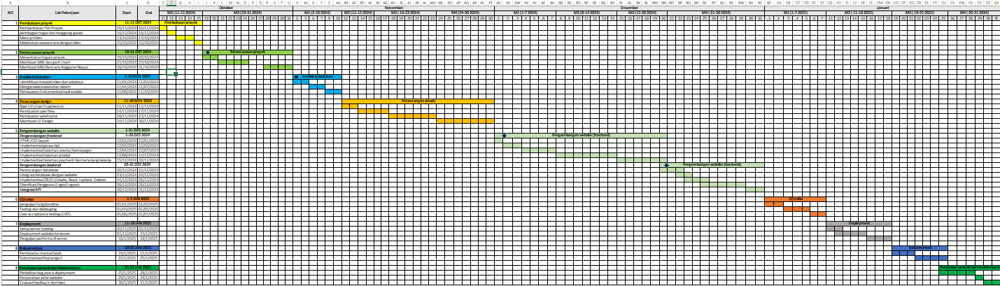 Oktober November Desember Januari
NO List Pekerjaan Start End M2 (11-15 2024) M3 (19-31 2024) M1 (2-10 2024) M2 (11-15 2024) M3 (16-23 2024) M4 (24-30 2024) M1 (1-7 2024) M2 (8-14 2024) M3 (15-20 2024) M4 (21-30 2024) M1 (1-7 2025) M2 (11-18 2025) M3 (19-25 2025) M4 (26-31 2024)
1 Pembukaan proyek 11-15 OKT 2024 Pembukaan proyek
Pembentukan Tim Proyek 10/11/2024 10/11/2024
pembagian tugas dan tanggung jawab 10/12/2024 10/12/2024
Mencari klien 13/10/2024 14/10/2024
Melakukan wawancara dengan klien 15/10/2024 15/10/2024
2 Perencanaan proyek 19-31 OKT 2024 Perencanaan proyek
Menentukan tujuan proyek 19/10/2024 20/10/2024
Membuat WBS dan gantt chart 21/10/2024 24/10/2024
Membuat RAB (Rencana Anggaran Biaya) 28/10/2024 31/10/2024
3 Analisis Kebutuhan 2-10 NOV 2024 Analisis kebutuhan
Identifikasi masalah klien dan solusinya 11/02/2024 11/03/2024
Menganalisis kebutuhan sistem 11/04/2024 11/07/2024
Pembuatan Dokumentasi hasil analisis 11/09/2024 11/10/2024
4 Perancangan design 11-30 NOV 2024 Perancangan desain
Riset UX (User Experience) 11/11/2024 11/12/2024
Pembuatan user flow 14/11/2024 17/11/2024
Pembuatan wireframe 18/11/2024 23/11/2024
Membuat UI Design 24/11/2024 30/11/2024
5 Pengembangan website 1-31 DES 2024
Pengembangan frontend 1-20 DES 2024 Pengembangan website (frontend)
HTML/CSS layout 12/01/2024 12/01/2024
Implementasi javascript 12/02/2024 12/03/2024
Implementasi halaman utama (homepage) 12/04/2024 12/07/2024
Implementasi halaman produk 12/08/2024 14/12/2024
Implementasi halaman payment dan keranjang belanja 15/12/2024 20/12/2024
Pengembangan backend 20-31 DES 2024 Pengembangan website (backend)
Perancangan database 20/12/2024 22/12/2024
Integrasi database dengan website 23/12/2024 24/12/2024
Implementasi CRUD (Create, Read, Update, Delete) 24/12/2024 26/12/2024
Otentikasi Pengguna (Login/Logout) 26/12/2024 29/12/2024
Integrasi API 30/12/2024 31/12/2024
6 Uji coba 1-7 JAN 2025 Uji coba
pengujian fungsionalitas 01/01/2025 01/02/2025
Testing dan debbuging 01/03/2025 01/05/2025
User acceptance testing (UAT) 01/06/2025 01/07/2025
7 Deployment 11-18 JAN 2025 Deployment
Setup server hosting 01/11/2025 01/12/2025
Deployment website ke server 01/12/2025 15/1/2025
Pengujian performa di server 16/1/2025 18/1/2025
8 Dokumentasi 19-25 JAN 2025 Dokumentasi
Pembuatan manual book 19/1/2025 21/1/2025
Dokumentasi final project 22/1/2025 25/1/2025
9 Penutupan proyek dan Maintenance 25-31 JAN 2025 Penutupan proyek dan maintenance
Perbaikan bug pasca deployment 25/1/2025 28/1/2025
Penyerahan akhir website 29/1/2025 29/1/2025
Evaluasi feedback dari klien 30/1/2025 31/1/2025